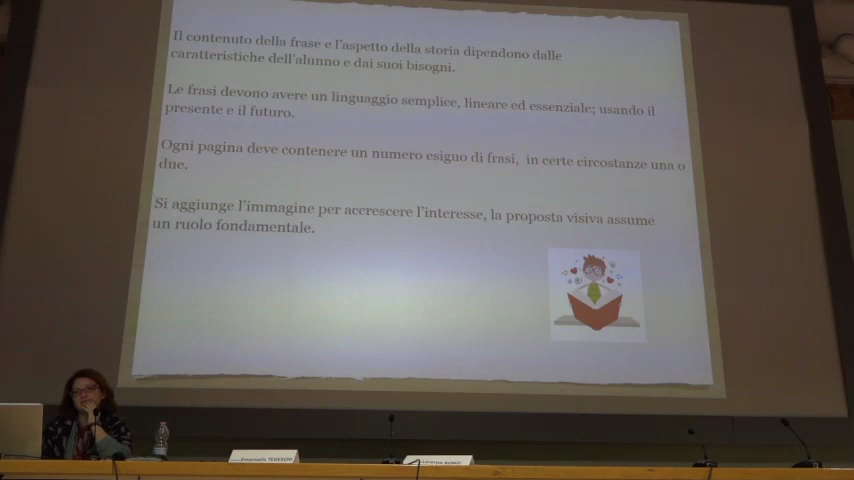 Il contenuto della frase e l'aspetto della storia dipendono dalle
caratteristiche dell'alunno e dai suoi bisogni.
Le frasi devono avere un linguaggio semplice, lineare ed essenziale; usando il
presente e il futuro.
Ogni pagina deve contenere un numero esiguo di frasi, in certe circostanze una o
due.
Si aggiunge l'immagine per accrescere l'interesse, la proposta visiva assume
un ruolo fondamentale.
Emanuele TEDESCHI